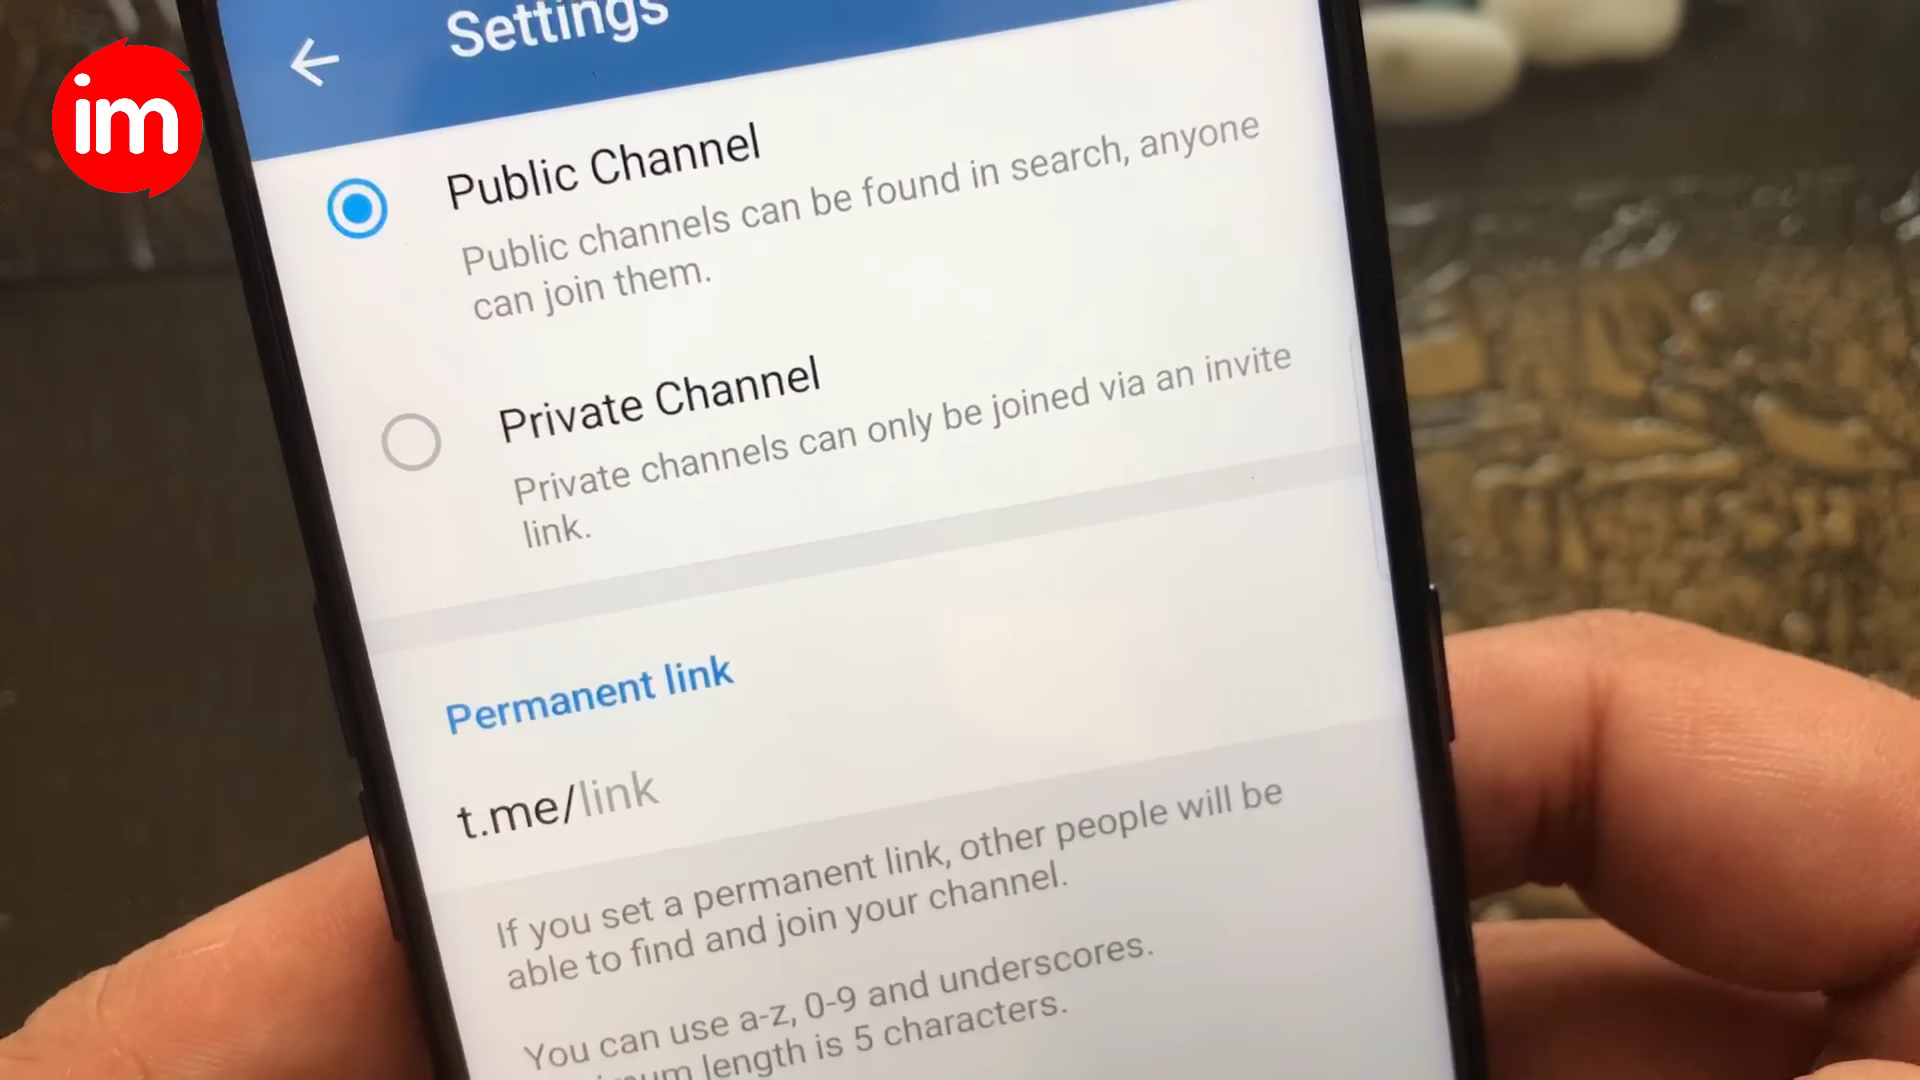 im
Settings
Public Channel
Public channels can be found in search, anyone
can join them.
Private Channel
Private channels can only be joined via an invite
link.
Permanent link
t.me/link
If you set a permanent link, other people will be
able to find and join your channel.
You can use a-z, 0-9 and underscores.
length is 5 characters.